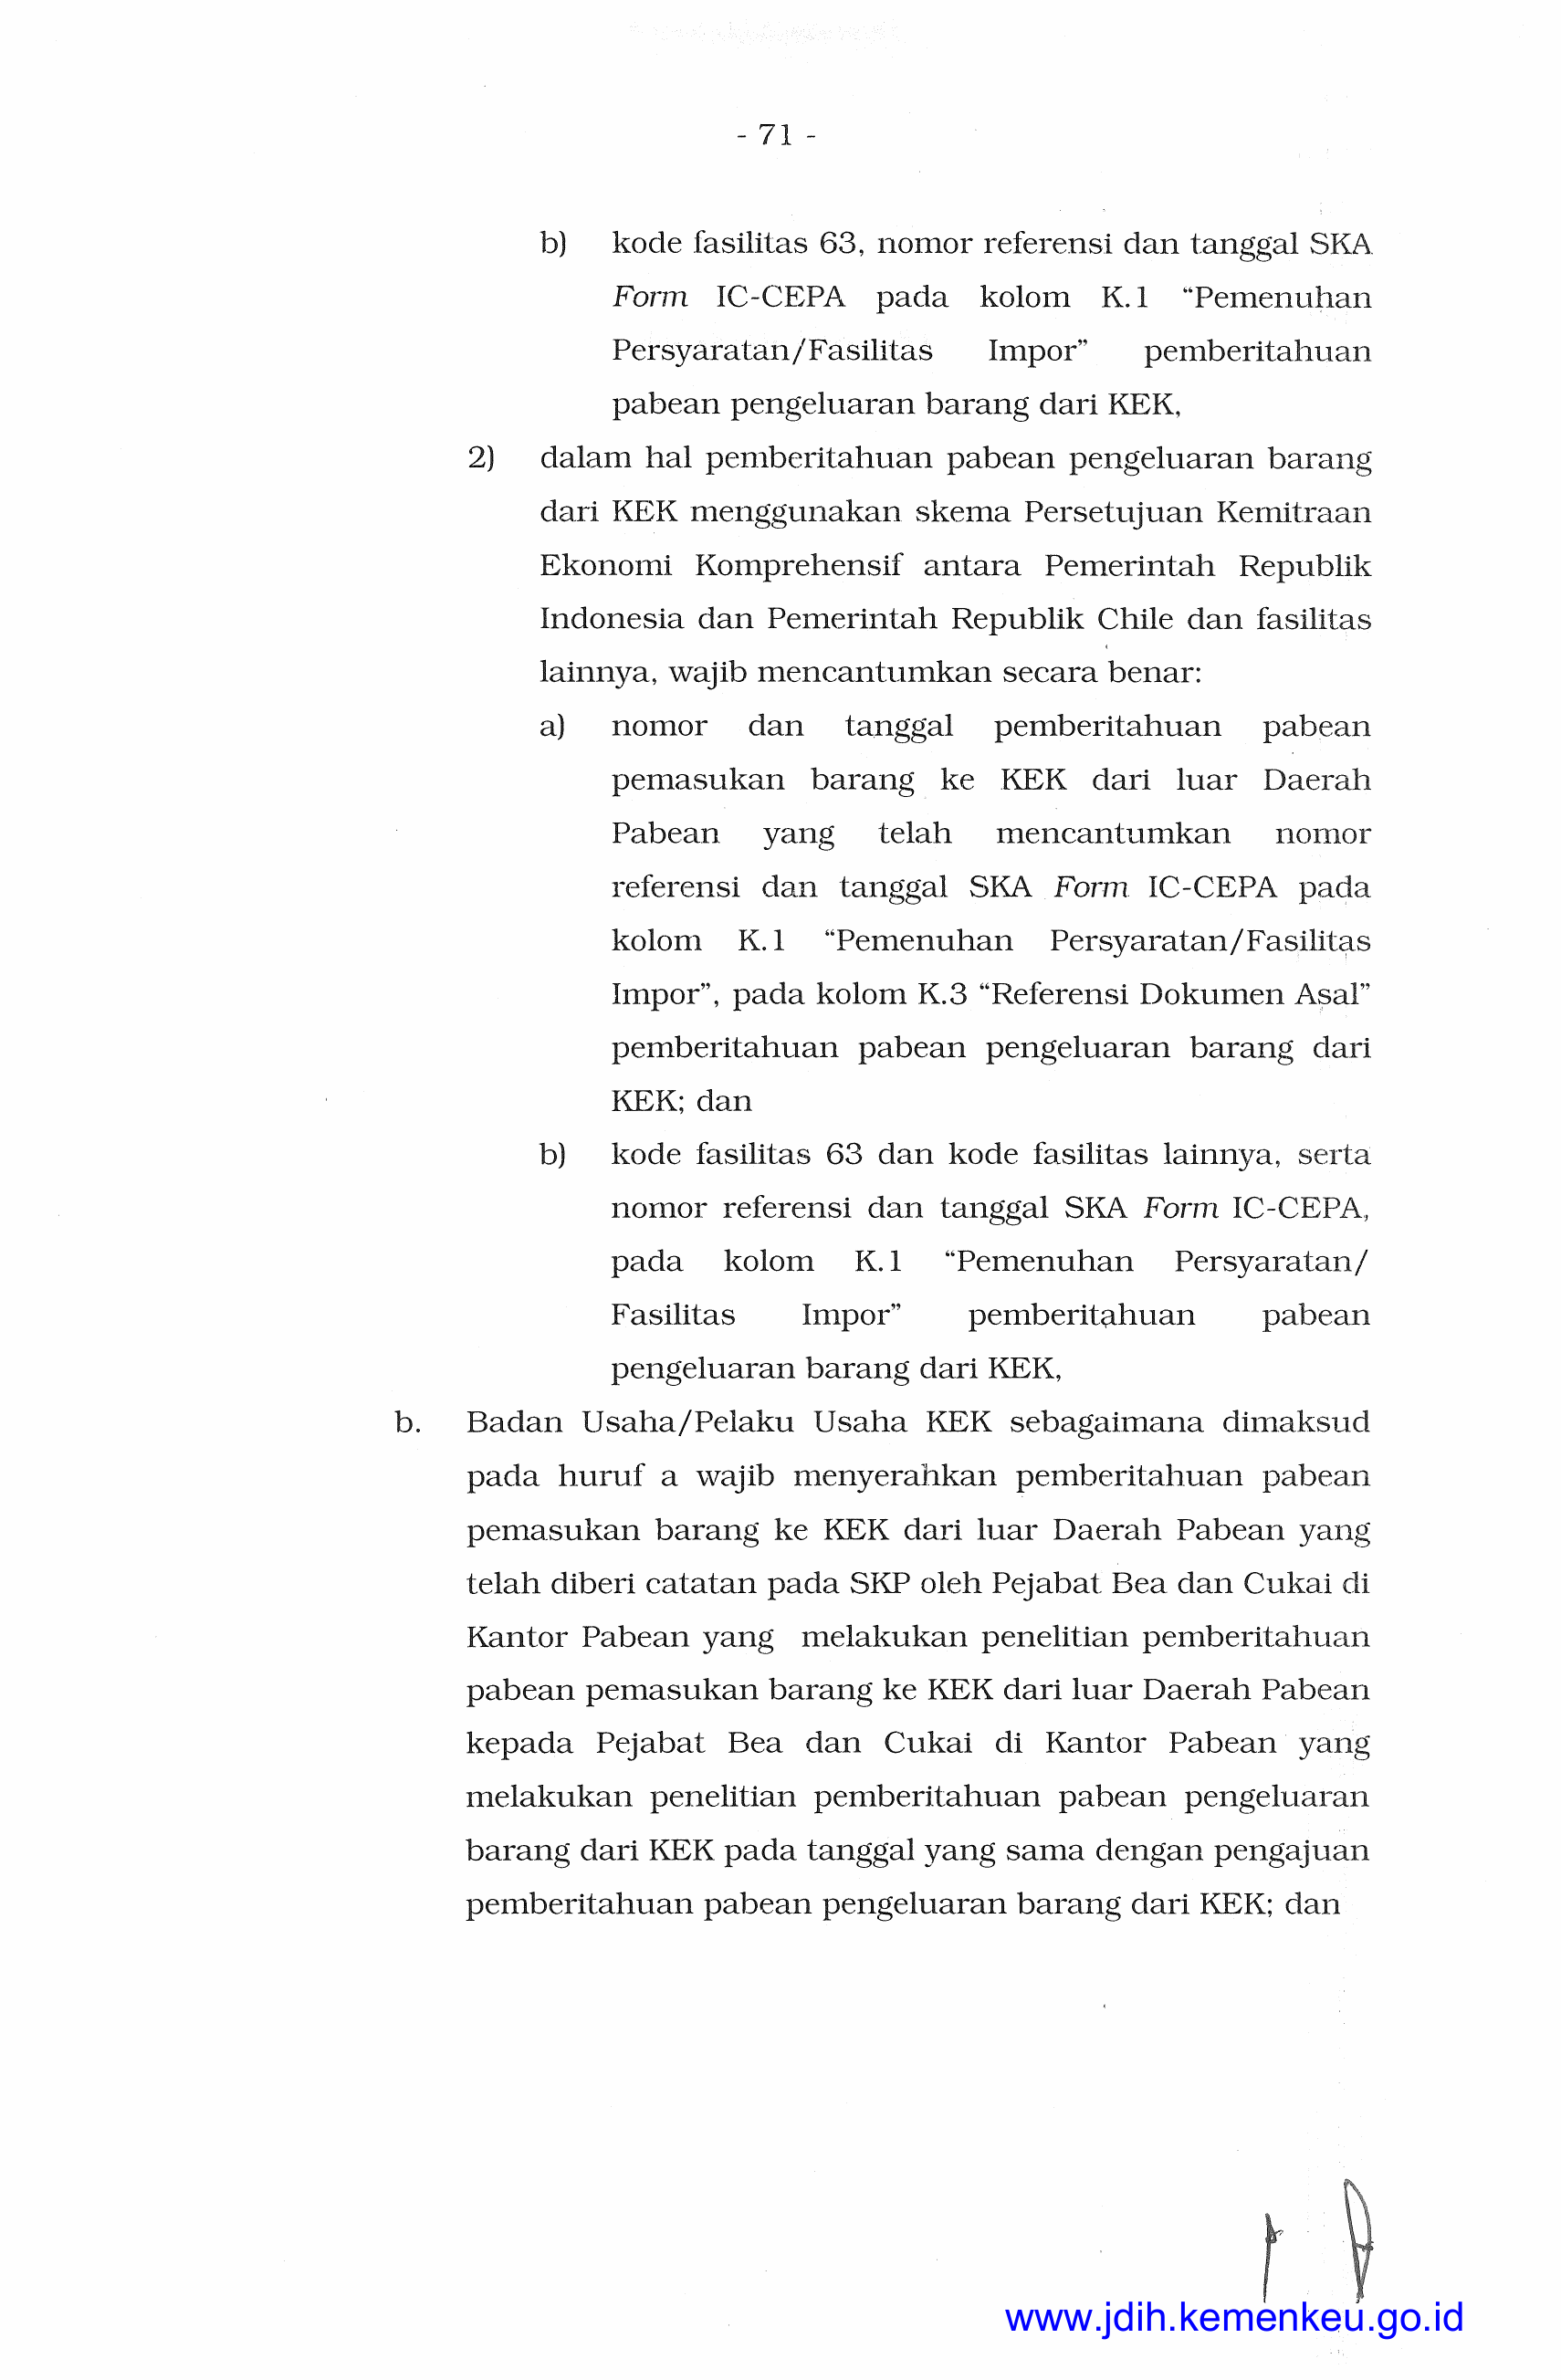 - 71 -
b) kode fasilitas 63, nomor referensi dan tanggal SKA
Form IC-CEPA pada kolom K.1 “Pemenuhan
Persyaratan/Fasilitas Impor” pemberitahuan
pabean pengeluaran barang dari KEK,
2) dalam hal pemberitahuan pabean pengeluaran barang
dari KEK menggunakan skema Persetujuan Kemitraan
Ekonomi Komprehensif antara Pemerintah Republik
Indonesia dan Pemerintah Republik Chile dan fasilitas
lainnya, wajib mencantumkan secara benar:
a) nomor dan tanggal pemberitahuan pabean
pemasukan barang ke KEK dari luar Daerah
Pabean yang telah mencantumkan nomor
referensi dan tanggal SKA Form IC-CEPA pada
kolom K.1 “Pemenuhan Persyaratan/Fasilitas
Impor”, pada kolom K.3 “Referensi Dokumen Asal”
pemberitahuan pabean pengeluaran barang dari
KEK; dan
b) kode fasilitas 63 dan kode fasilitas lainnya, serta
nomor referensi dan tanggal SKA Form IC-CEPA,
pada kolom K.1 “Pemenuhan Persyaratan/
Fasilitas Impor” pemberitahuan pabean
pengeluaran barang dari KEK,
b. Badan Usaha/Pelaku Usaha KEK sebagaimana dimaksud
pada huruf a wajib menyerahkan pemberitahuan pabean
pemasukan barang ke KEK dari luar Daerah Pabean yang
telah diberi catatan pada SKP oleh Pejabat Bea dan Cukai di
Kantor Pabean yang melakukan penelitian pemberitahuan
pabean pemasukan barang ke KEK dari luar Daerah Pabean
kepada Pejabat Bea dan Cukai di Kantor Pabean yang
melakukan penelitian pemberitahuan pabean pengeluaran
barang dari KEK pada tanggal yang sama dengan pengajuan
pemberitahuan pabean pengeluaran barang dari KEK; dan
www.jdih.kemenkeu.go.id